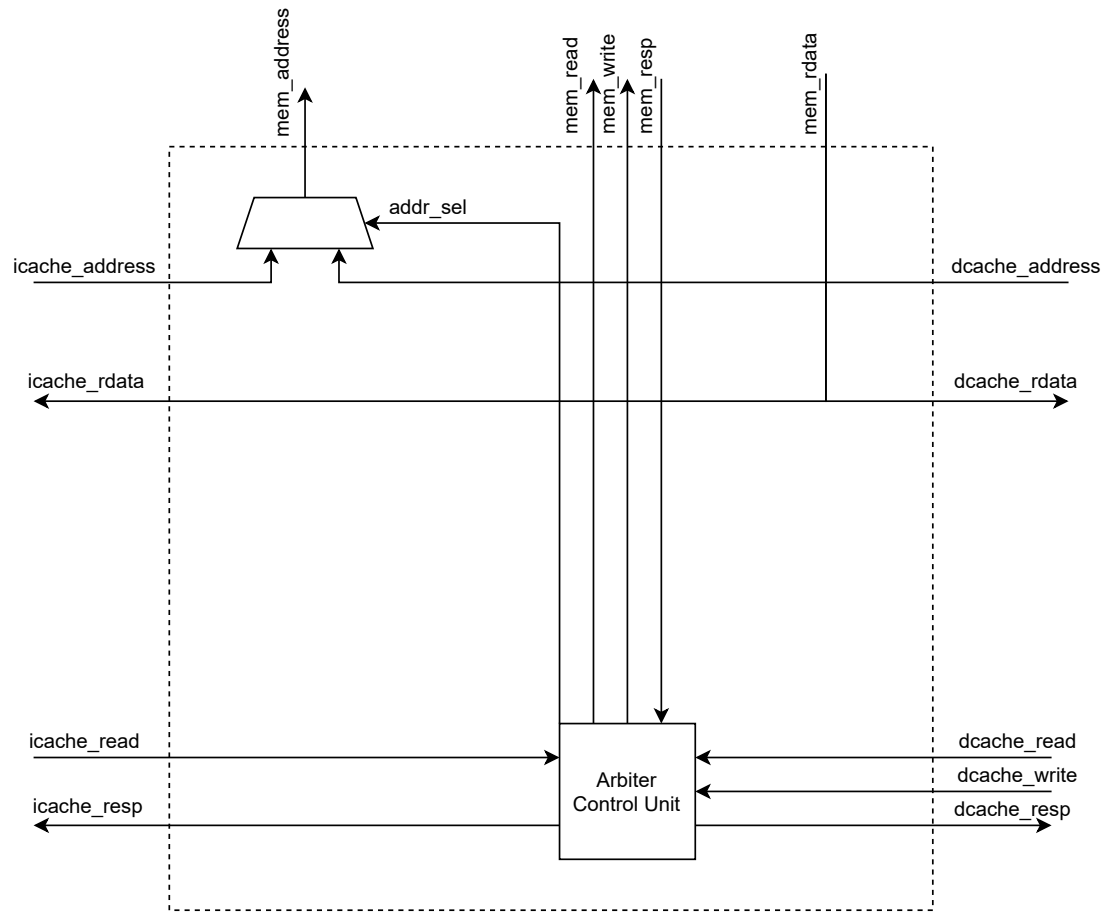 mem_address
mem_read
mem_write
mem_resp
mem_rdata
addr_sel
icache_address
dcache_address
icache_rdata
dcache_rdata
icache_read
dcache_read
Arbiter
Control Unit
dcache_write
icache_resp
dcache_resp